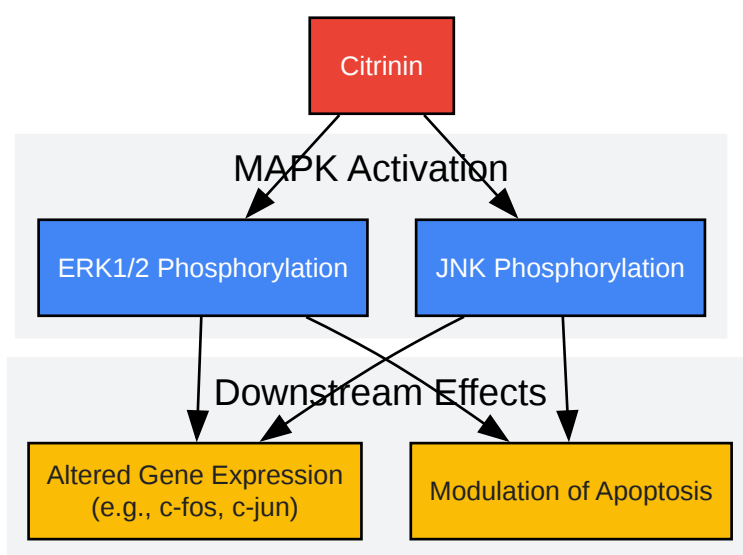 Citrinin
MAPK Activation
ERK1/2 Phosphorylation
JNK Phosphorylation
Downstream Effects
Altered Gene Expression
(e.g., c-fos, c-jun)
Modulation of Apoptosis